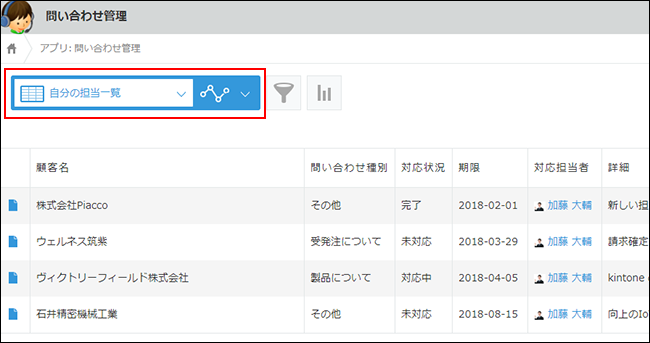 問い合わせ管理
アプリ: 問い合わせ管理
自分の担当一覧
顧客名 問い合わせ種別 対応状況 期限 対応担当者 詳細
株式会社Piacco その他 完了 2018-02-01 加藤 大輔 新しい担
ウェルネス筑紫 受発注について 未対応 2018-03-29 加藤 大輔 請求確定
ヴィクトリーフィールド株式会社 製品について 対応中 2018-04-05 加藤 大輔 kintone
石井精密機械工業 その他 未対応 2018-08-15 加藤 大輔 向上のIo